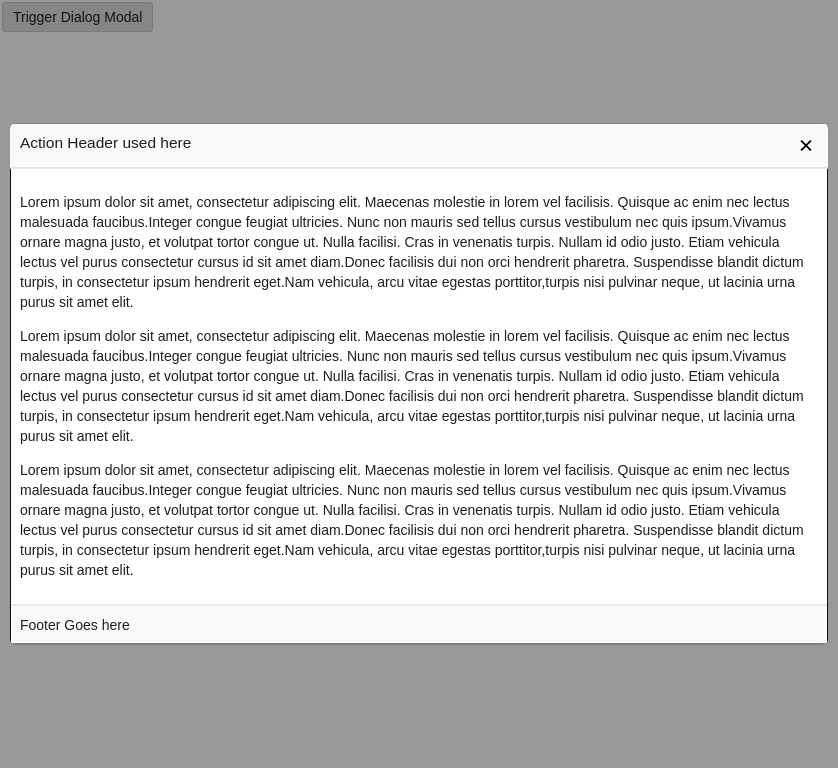 Trigger Dialog Modal
Action Header used here
×
Lorem ipsum dolor sit amet, consectetur adipiscing elit. Maecenas molestie in lorem vel facilisis. Quisque ac enim nec lectus
malesuada faucibus.Integer congue feugiat ultricies. Nunc non mauris sed tellus cursus vestibulum nec quis ipsum.Vivamus
ornare magna justo, et volutpat tortor congue ut. Nulla facilisi. Cras in venenatis turpis. Nullam id odio justo. Etiam vehicula
lectus vel purus consectetur cursus id sit amet diam.Donec facilisis dui non orci hendrerit pharetra. Suspendisse blandit dictum
turpis, in consectetur ipsum hendrerit eget.Nam vehicula, arcu vitae egestas porttitor,turpis nisi pulvinar neque, ut lacinia urna
purus sit amet elit.
Lorem ipsum dolor sit amet, consectetur adipiscing elit. Maecenas molestie in lorem vel facilisis. Quisque ac enim nec lectus
malesuada faucibus.Integer congue feugiat ultricies. Nunc non mauris sed tellus cursus vestibulum nec quis ipsum.Vivamus
ornare magna justo, et volutpat tortor congue ut. Nulla facilisi. Cras in venenatis turpis. Nullam id odio justo. Etiam vehicula
lectus vel purus consectetur cursus id sit amet diam.Donec facilisis dui non orci hendrerit pharetra. Suspendisse blandit dictum
turpis, in consectetur ipsum hendrerit eget.Nam vehicula, arcu vitae egestas porttitor,turpis nisi pulvinar neque, ut lacinia urna
purus sit amet elit.
Lorem ipsum dolor sit amet, consectetur adipiscing elit. Maecenas molestie in lorem vel facilisis. Quisque ac enim nec lectus
malesuada faucibus.Integer congue feugiat ultricies. Nunc non mauris sed tellus cursus vestibulum nec quis ipsum.Vivamus
ornare magna justo, et volutpat tortor congue ut. Nulla facilisi. Cras in venenatis turpis. Nullam id odio justo. Etiam vehicula
lectus vel purus consectetur cursus id sit amet diam.Donec facilisis dui non orci hendrerit pharetra. Suspendisse blandit dictum
turpis, in consectetur ipsum hendrerit eget.Nam vehicula, arcu vitae egestas porttitor,turpis nisi pulvinar neque, ut lacinia urna
purus sit amet elit.
Footer Goes here